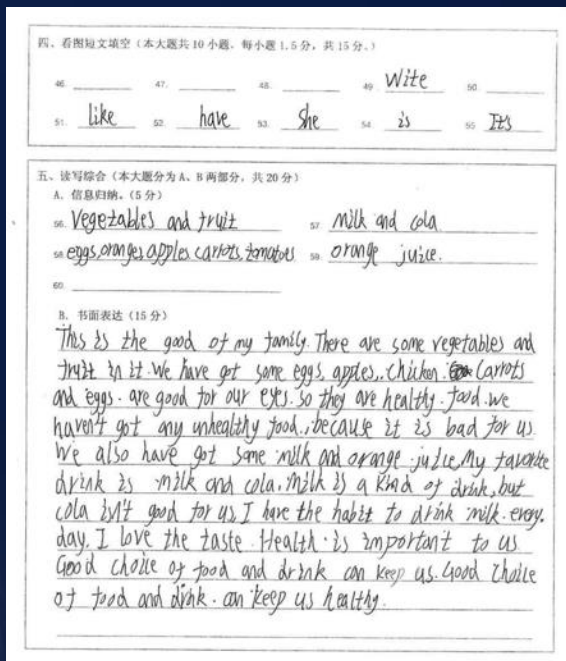 四、看图短文填空（本大题共 10 小题，每小题 1.5 分，共 15 分。）
46. 47. 48. 49. Wite 50.
51. like 52. have 53. She 54. is 55. It's
五、读写综合（本大题分为 A、B 两部分，共 20 分）
A. 信息归纳。（5 分）
56. Vegetables and fruit 57. milk and cola
58. eggs, oranges, apples, carrots, tomatoes 59. orange juice.
60.
B. 书面表达（15 分）
This is the good of my family. There are some vegetables and
fruit in it. We have got some eggs, apples, chicken. Carrots
and eggs. are good for our eyes. so they are healthy. food. we
haven't got any unhealthy food., because it is bad for us.
We also have got some milk and orange juice. My favorite
drink is milk and cola. Milk is a kind of drink, but
cola isn't good for us. I have the habit to drink milk. every.
day. I love the taste. Health. is important to us
Good choice of food and drink can keep us. Good choice
of food and drink. can keep us healthy.